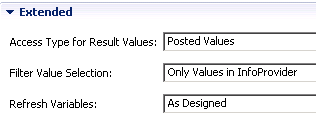 Extended
Access Type for Result Values: Posted Values
Filter Value Selection: Only Values in InfoProvider
Refresh Variables: As Designed